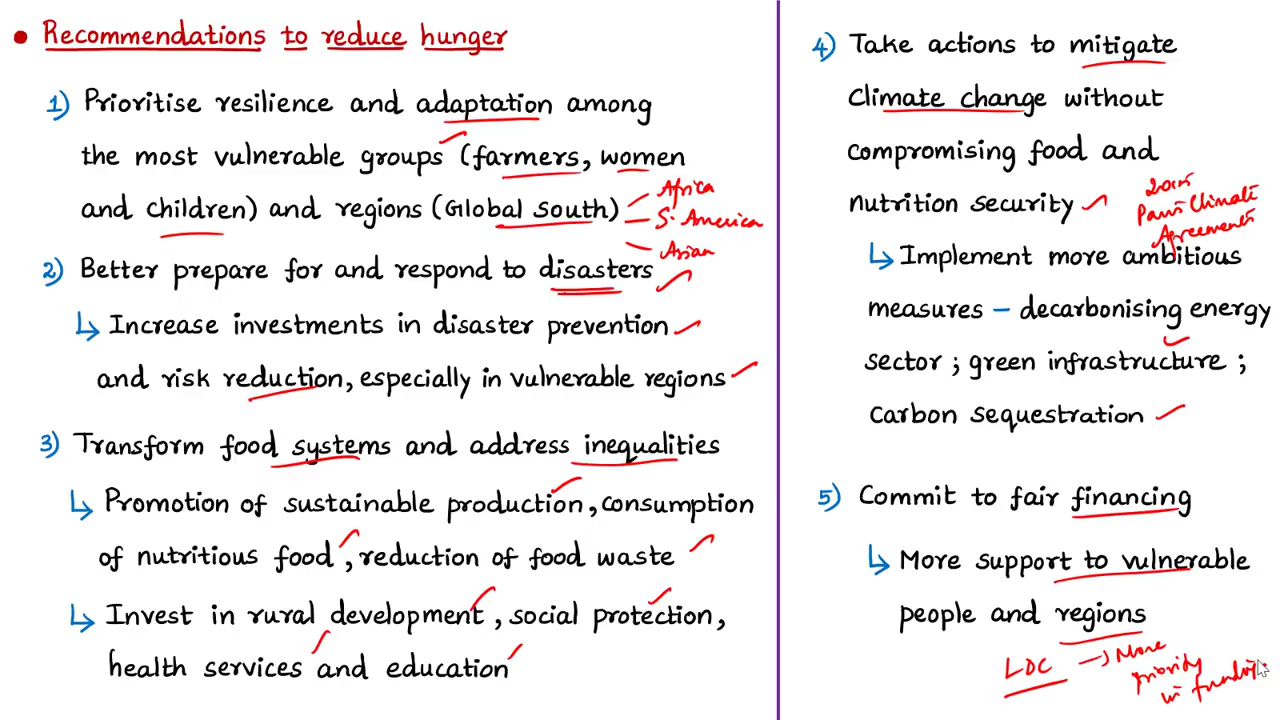 Recommendations to reduce hunger
1) Prioritise resilience and adaptation among
the most vulnerable groups (farmers, women
and children) and regions (Global south)
Africa
S. America
Asian
2) Better prepare for and respond to disasters
↳ Increase investments in disaster prevention
and risk reduction, especially in vulnerable regions
3) Transform food systems and address inequalities
↳ Promotion of sustainable production, consumption
of nutritious food, reduction of food waste
↳ Invest in rural development, social protection,
health services and education
4) Take actions to mitigate
Climate change without
compromising food and
nutrition security
2015
Paris Climate
Agreements
↳ Implement more ambitious
measures – decarbonising energy
sector ; green infrastructure ;
carbon sequestration
5) Commit to fair financing
↳ More support to vulnerable
people and regions
LDC → More
priority
in